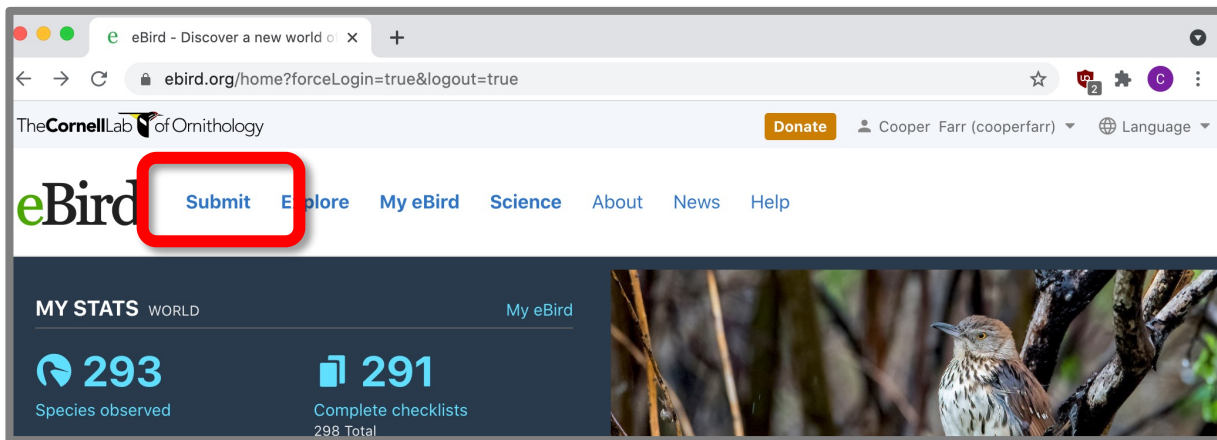 e eBird - Discover a new world o
ebird.org/home?forceLogin=true&logout=true
2 C
TheCornellLab of Ornithology Donate Cooper Farr (cooperfarr) Language
eBird Submit Explore My eBird Science About News Help
MY STATS WORLD My eBird
293 291
Species observed Complete checklists
298 Total